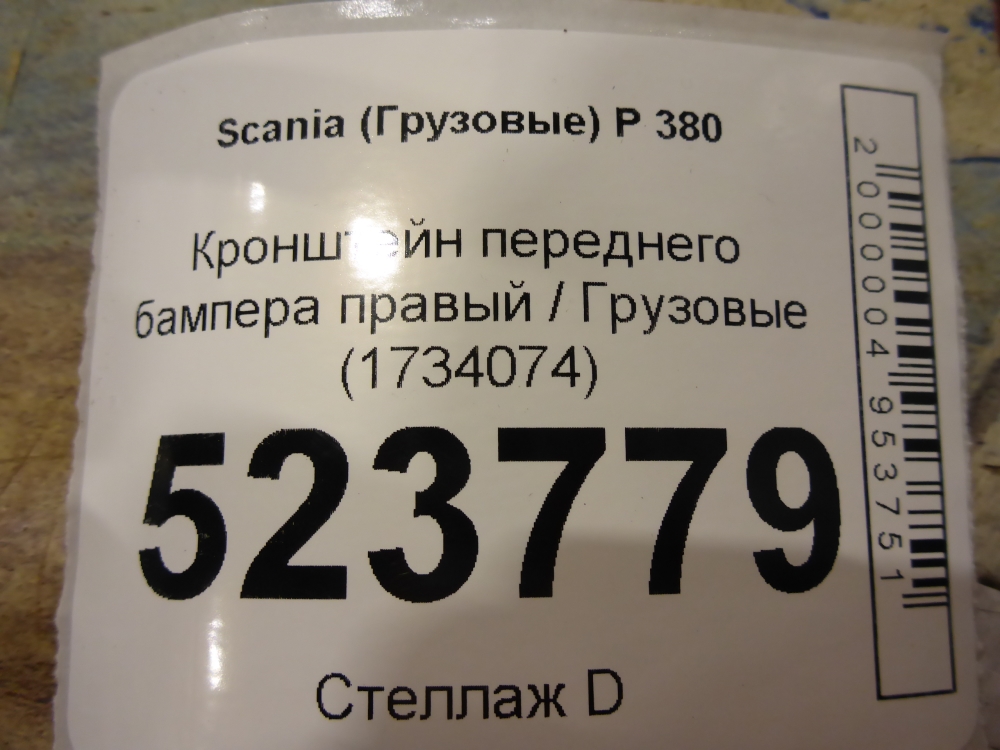 Scania (Грузовые) P 380
Кронштейн переднего
бампера правый / Грузовые
(1734074)
523779
Стеллаж D
2000004953751